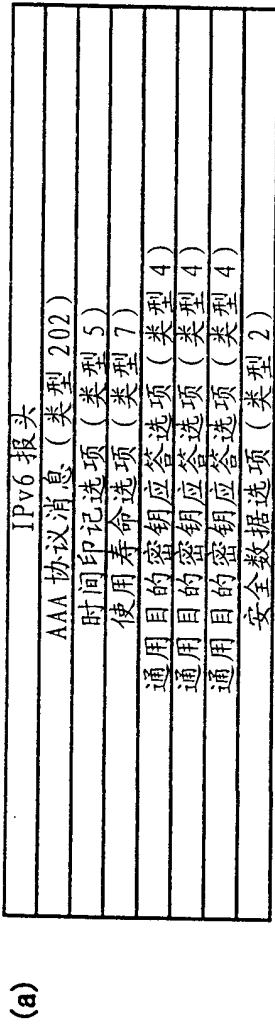 (a)
IPv6 报头
AAA 协议消息 (类型 202)
时间印记选项 (类型 5)
使用寿命选项 (类型 7)
通用目的密钥应答选项 (类型 4)
通用目的密钥应答选项 (类型 4)
通用目的密钥应答选项 (类型 4)
安全数据选项 (类型 2)